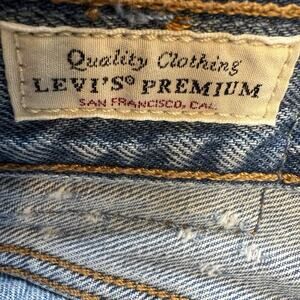 Quality Clothing
LEVI'S® PREMIUM
SAN FRANCISCO, CAL.